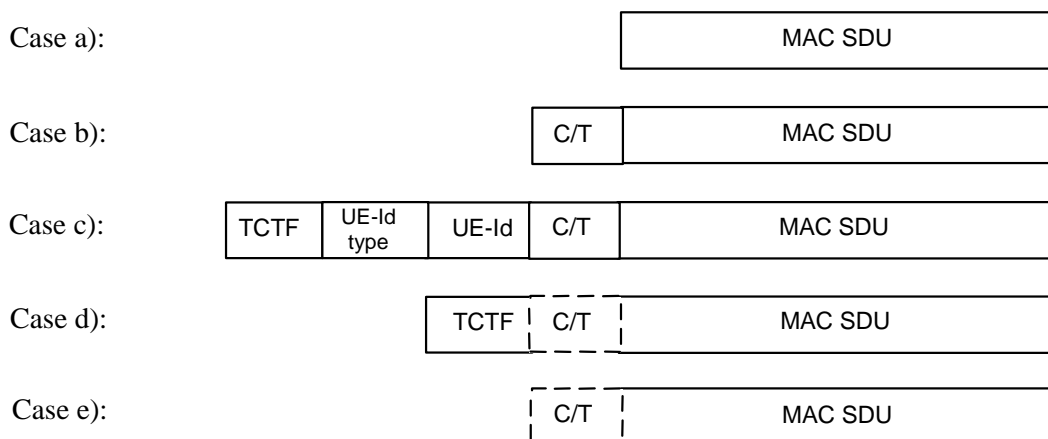 Case a): MAC SDU
Case b): C/T MAC SDU
Case c): TCTF UE-Id type UE-Id C/T MAC SDU
Case d): TCTF C/T MAC SDU
Case e): C/T MAC SDU